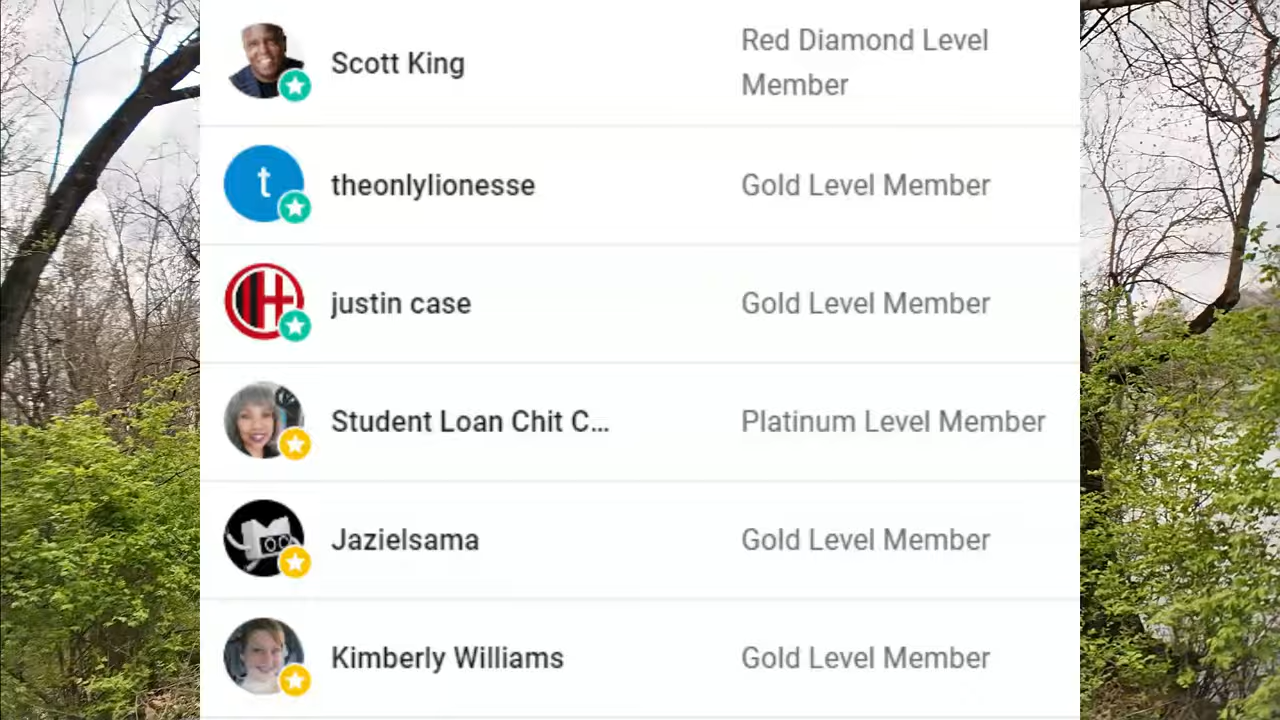 Scott King
Red Diamond Level
Member
t
theonlylionesse
Gold Level Member
justin case
Gold Level Member
Student Loan Chit C...
Platinum Level Member
Jazielsama
Gold Level Member
Kimberly Williams
Gold Level Member